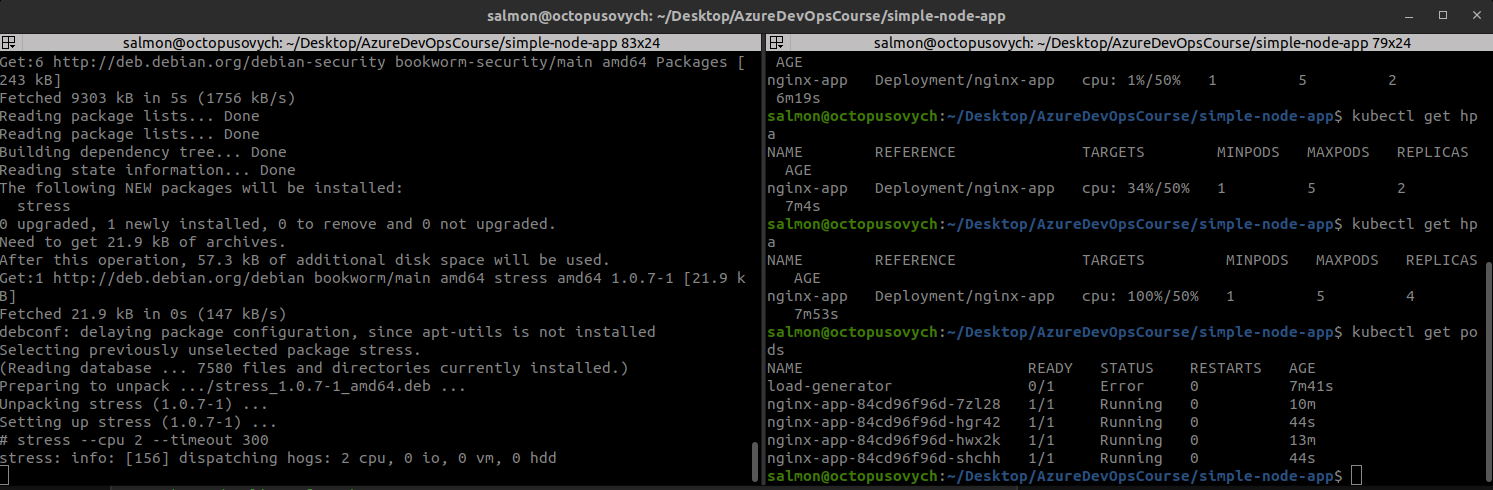 salmon@octopusovych: ~/Desktop/AzureDevOpsCourse/simple-node-app
salmon@octopusovych: ~/Desktop/AzureDevOpsCourse/simple-node-app 83x24
Get:6 http://deb.debian.org/debian-security bookworm-security/main amd64 Packages [
243 kB]
Fetched 9303 kB in 5s (1756 kB/s)
Reading package lists... Done
Reading package lists... Done
Building dependency tree... Done
Reading state information... Done
The following NEW packages will be installed:
  stress
0 upgraded, 1 newly installed, 0 to remove and 0 not upgraded.
Need to get 21.9 kB of archives.
After this operation, 57.3 kB of additional disk space will be used.
Get:1 http://deb.debian.org/debian bookworm/main amd64 stress amd64 1.0.7-1 [21.9 k
B]
Fetched 21.9 kB in 0s (147 kB/s)
debconf: delaying package configuration, since apt-utils is not installed
Selecting previously unselected package stress.
(Reading database ... 7580 files and directories currently installed.)
Preparing to unpack .../stress_1.0.7-1_amd64.deb ...
Unpacking stress (1.0.7-1) ...
Setting up stress (1.0.7-1) ...
# stress --cpu 2 --timeout 300
stress: info: [156] dispatching hogs: 2 cpu, 0 io, 0 vm, 0 hdd
salmon@octopusovych: ~/Desktop/AzureDevOpsCourse/simple-node-app 79x24
 AGE
nginx-app   Deployment/nginx-app   cpu: 1%/50%   1         5         2
 6m19s
salmon@octopusovych:~/Desktop/AzureDevOpsCourse/simple-node-app$ kubectl get hp
a
NAME        REFERENCE              TARGETS        MINPODS   MAXPODS   REPLICAS
  AGE
nginx-app   Deployment/nginx-app   cpu: 34%/50%   1         5         2
  7m4s
salmon@octopusovych:~/Desktop/AzureDevOpsCourse/simple-node-app$ kubectl get hp
a
NAME        REFERENCE              TARGETS         MINPODS   MAXPODS   REPLICAS
   AGE
nginx-app   Deployment/nginx-app   cpu: 100%/50%   1         5         4
   7m53s
salmon@octopusovych:~/Desktop/AzureDevOpsCourse/simple-node-app$ kubectl get po
ds
NAME                         READY   STATUS    RESTARTS   AGE
load-generator               0/1     Error     0          7m41s
nginx-app-84cd96f96d-7zl28   1/1     Running   0          10m
nginx-app-84cd96f96d-hgr42   1/1     Running   0          44s
nginx-app-84cd96f96d-hwx2k   1/1     Running   0          13m
nginx-app-84cd96f96d-shchh   1/1     Running   0          44s
salmon@octopusovych:~/Desktop/AzureDevOpsCourse/simple-node-app$